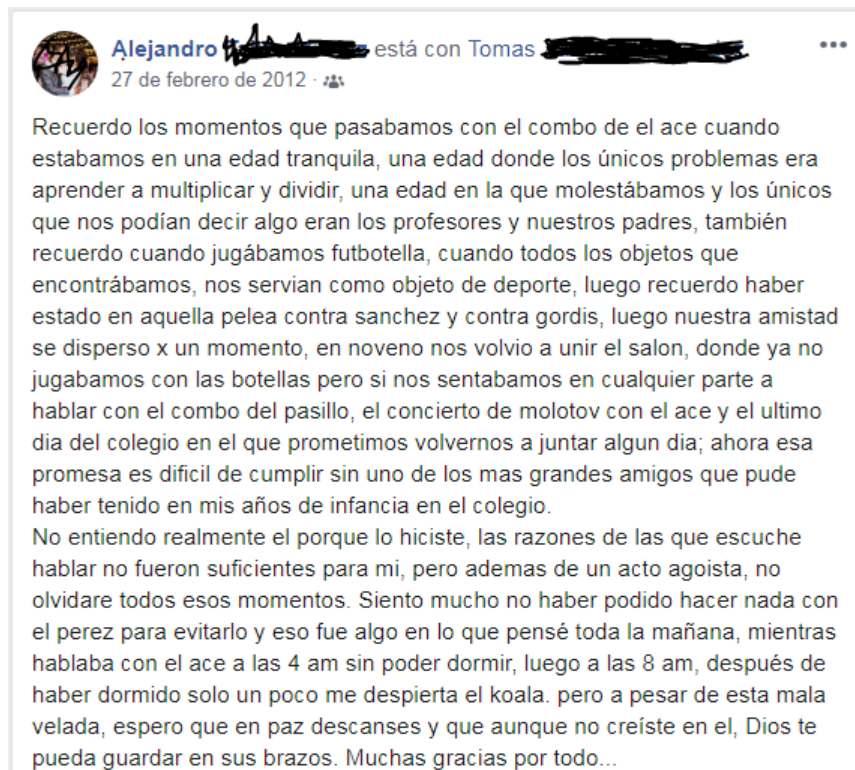 Alejandro está con Tomas
27 de febrero de 2012 ·
Recuerdo los momentos que pasabamos con el combo de el ace cuando
estabamos en una edad tranquila, una edad donde los únicos problemas era
aprender a multiplicar y dividir, una edad en la que molestábamos y los únicos
que nos podían decir algo eran los profesores y nuestros padres, también
recuerdo cuando jugábamos futbotella, cuando todos los objetos que
encontrábamos, nos servian como objeto de deporte, luego recuerdo haber
estado en aquella pelea contra sanchez y contra gordis, luego nuestra amistad
se disperso x un momento, en noveno nos volvio a unir el salon, donde ya no
jugabamos con las botellas pero si nos sentabamos en cualquier parte a
hablar con el combo del pasillo, el concierto de molotov con el ace y el ultimo
dia del colegio en el que prometimos volvernos a juntar algun dia; ahora esa
promesa es dificil de cumplir sin uno de los mas grandes amigos que pude
haber tenido en mis años de infancia en el colegio.
No entiendo realmente el porque lo hiciste, las razones de las que escuche
hablar no fueron suficientes para mi, pero ademas de un acto agoista, no
olvidare todos esos momentos. Siento mucho no haber podido hacer nada con
el perez para evitarlo y eso fue algo en lo que pensé toda la mañana, mientras
hablaba con el ace a las 4 am sin poder dormir, luego a las 8 am, después de
haber dormido solo un poco me despierta el koala. pero a pesar de esta mala
velada, espero que en paz descanses y que aunque no creíste en el, Dios te
pueda guardar en sus brazos. Muchas gracias por todo...